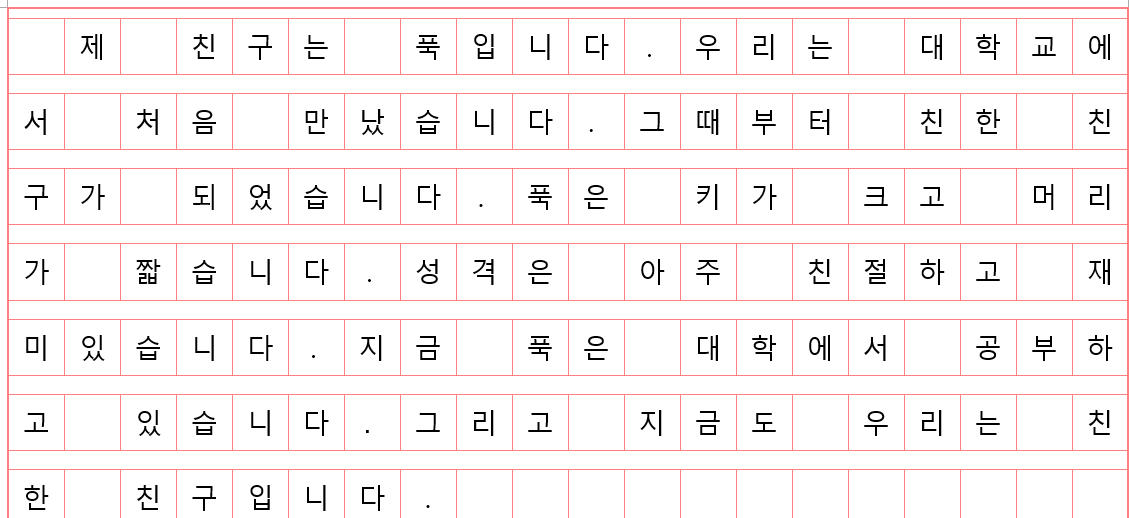 제 친구는 푹입니다.우리는 대학교에
서 처음 만났습니다.그때부터 친한 친
구가 되었습니다.푹은 키가 크고 머리
가 짧습니다.성격은 아주 친절하고 재
미있습니다.지금 푹은 대학에서 공부하
고 있습니다.그리고 지금도 우리는 친
한 친구입니다.